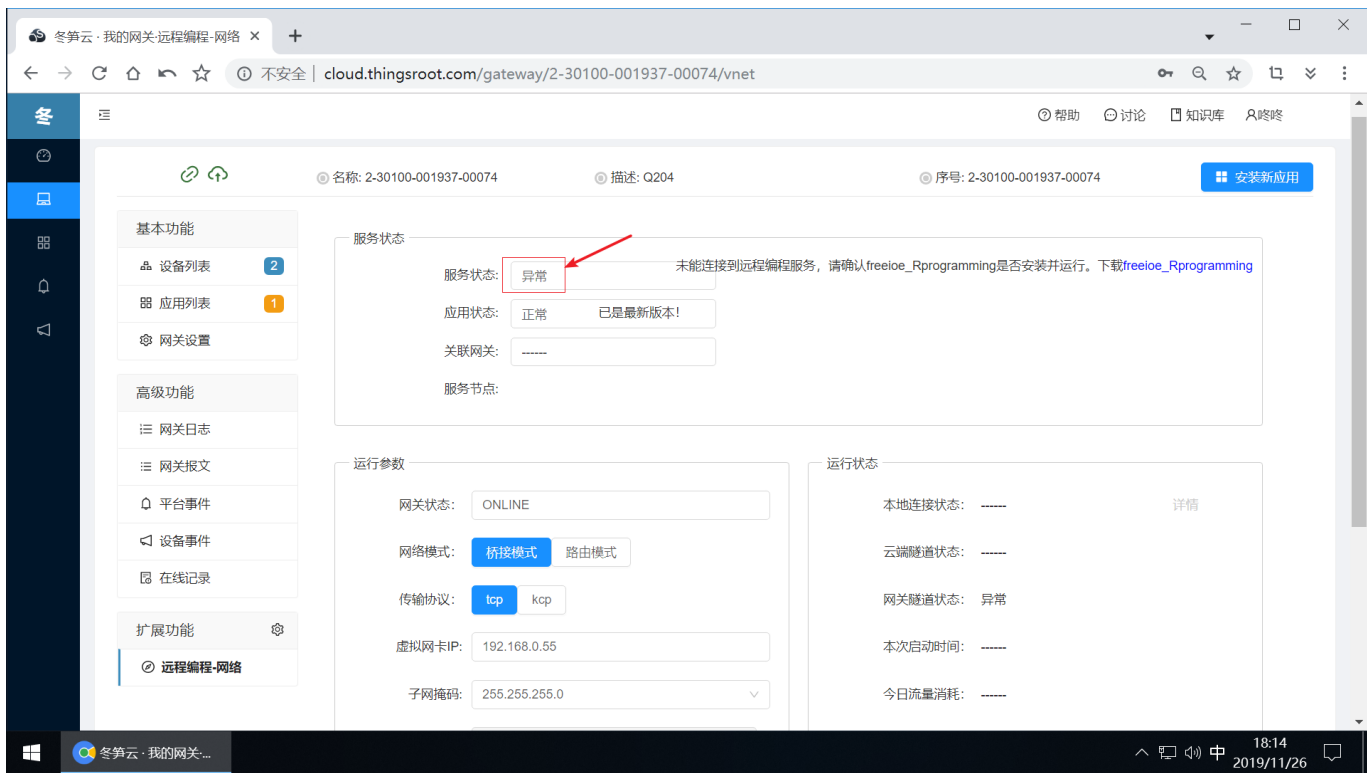 冬笋云 · 我的网关·远程编程-网络
不安全 | cloud.thingsroot.com/gateway/2-30100-001937-00074/vnet
冬
帮助 讨论 知识库 咚咚
名称: 2-30100-001937-00074 描述: Q204 序号: 2-30100-001937-00074 安装新应用
基本功能
设备列表 2
应用列表 1
网关设置
高级功能
网关日志
网关报文
平台事件
设备事件
在线记录
扩展功能
远程编程-网络
服务状态
服务状态: 异常 未能连接到远程编程服务，请确认freeioe_Rprogramming是否安装并运行。下载freeioe_Rprogramming
应用状态: 正常 已是最新版本!
关联网关: ------
服务节点:
运行参数
网关状态: ONLINE
网络模式: 桥接模式 路由模式
传输协议: tcp kcp
虚拟网卡IP: 192.168.0.55
子网掩码: 255.255.255.0
运行状态
本地连接状态: ------ 详情
云端隧道状态: ------
网关隧道状态: 异常
本次启动时间: ------
今日流量消耗: ------
冬笋云 · 我的网关·...
中
18:14
2019/11/26